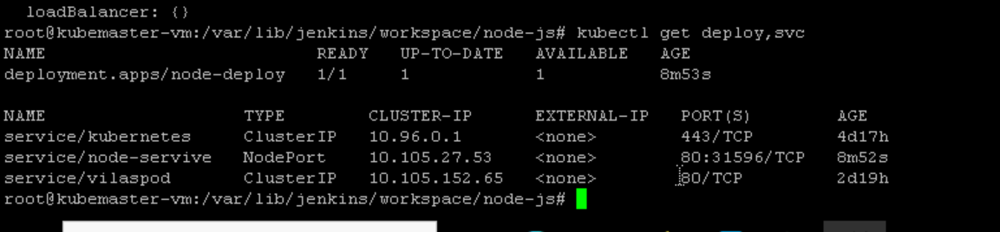 loadBalancer: {}
root@kubemaster-vm:/var/lib/jenkins/workspace/node-js# kubectl get deploy,svc
NAME READY UP-TO-DATE AVAILABLE AGE
deployment.apps/node-deploy 1/1 1 1 8m53s
NAME TYPE CLUSTER-IP EXTERNAL-IP PORT(S) AGE
service/kubernetes ClusterIP 10.96.0.1 <none> 443/TCP 4d17h
service/node-servive NodePort 10.105.27.53 <none> 80:31596/TCP 8m52s
service/vilaspod ClusterIP 10.105.152.65 <none> 80/TCP 2d19h
root@kubemaster-vm:/var/lib/jenkins/workspace/node-js#